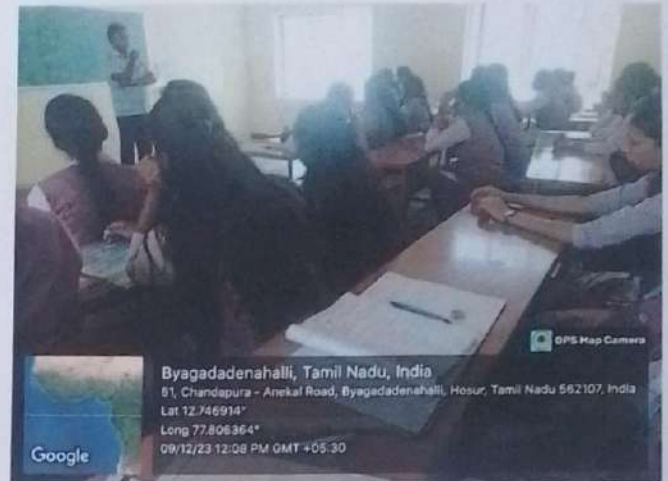 GPS Map Camera
Byagadadenahalli, Tamil Nadu, India
81, Chandapura - Anekal Road, Byagadadenahalli, Hosur, Tamil Nadu 562107, India
Lat 12.746914°
Long 77.806364°
09/12/23 12:08 PM GMT +05:30
Google